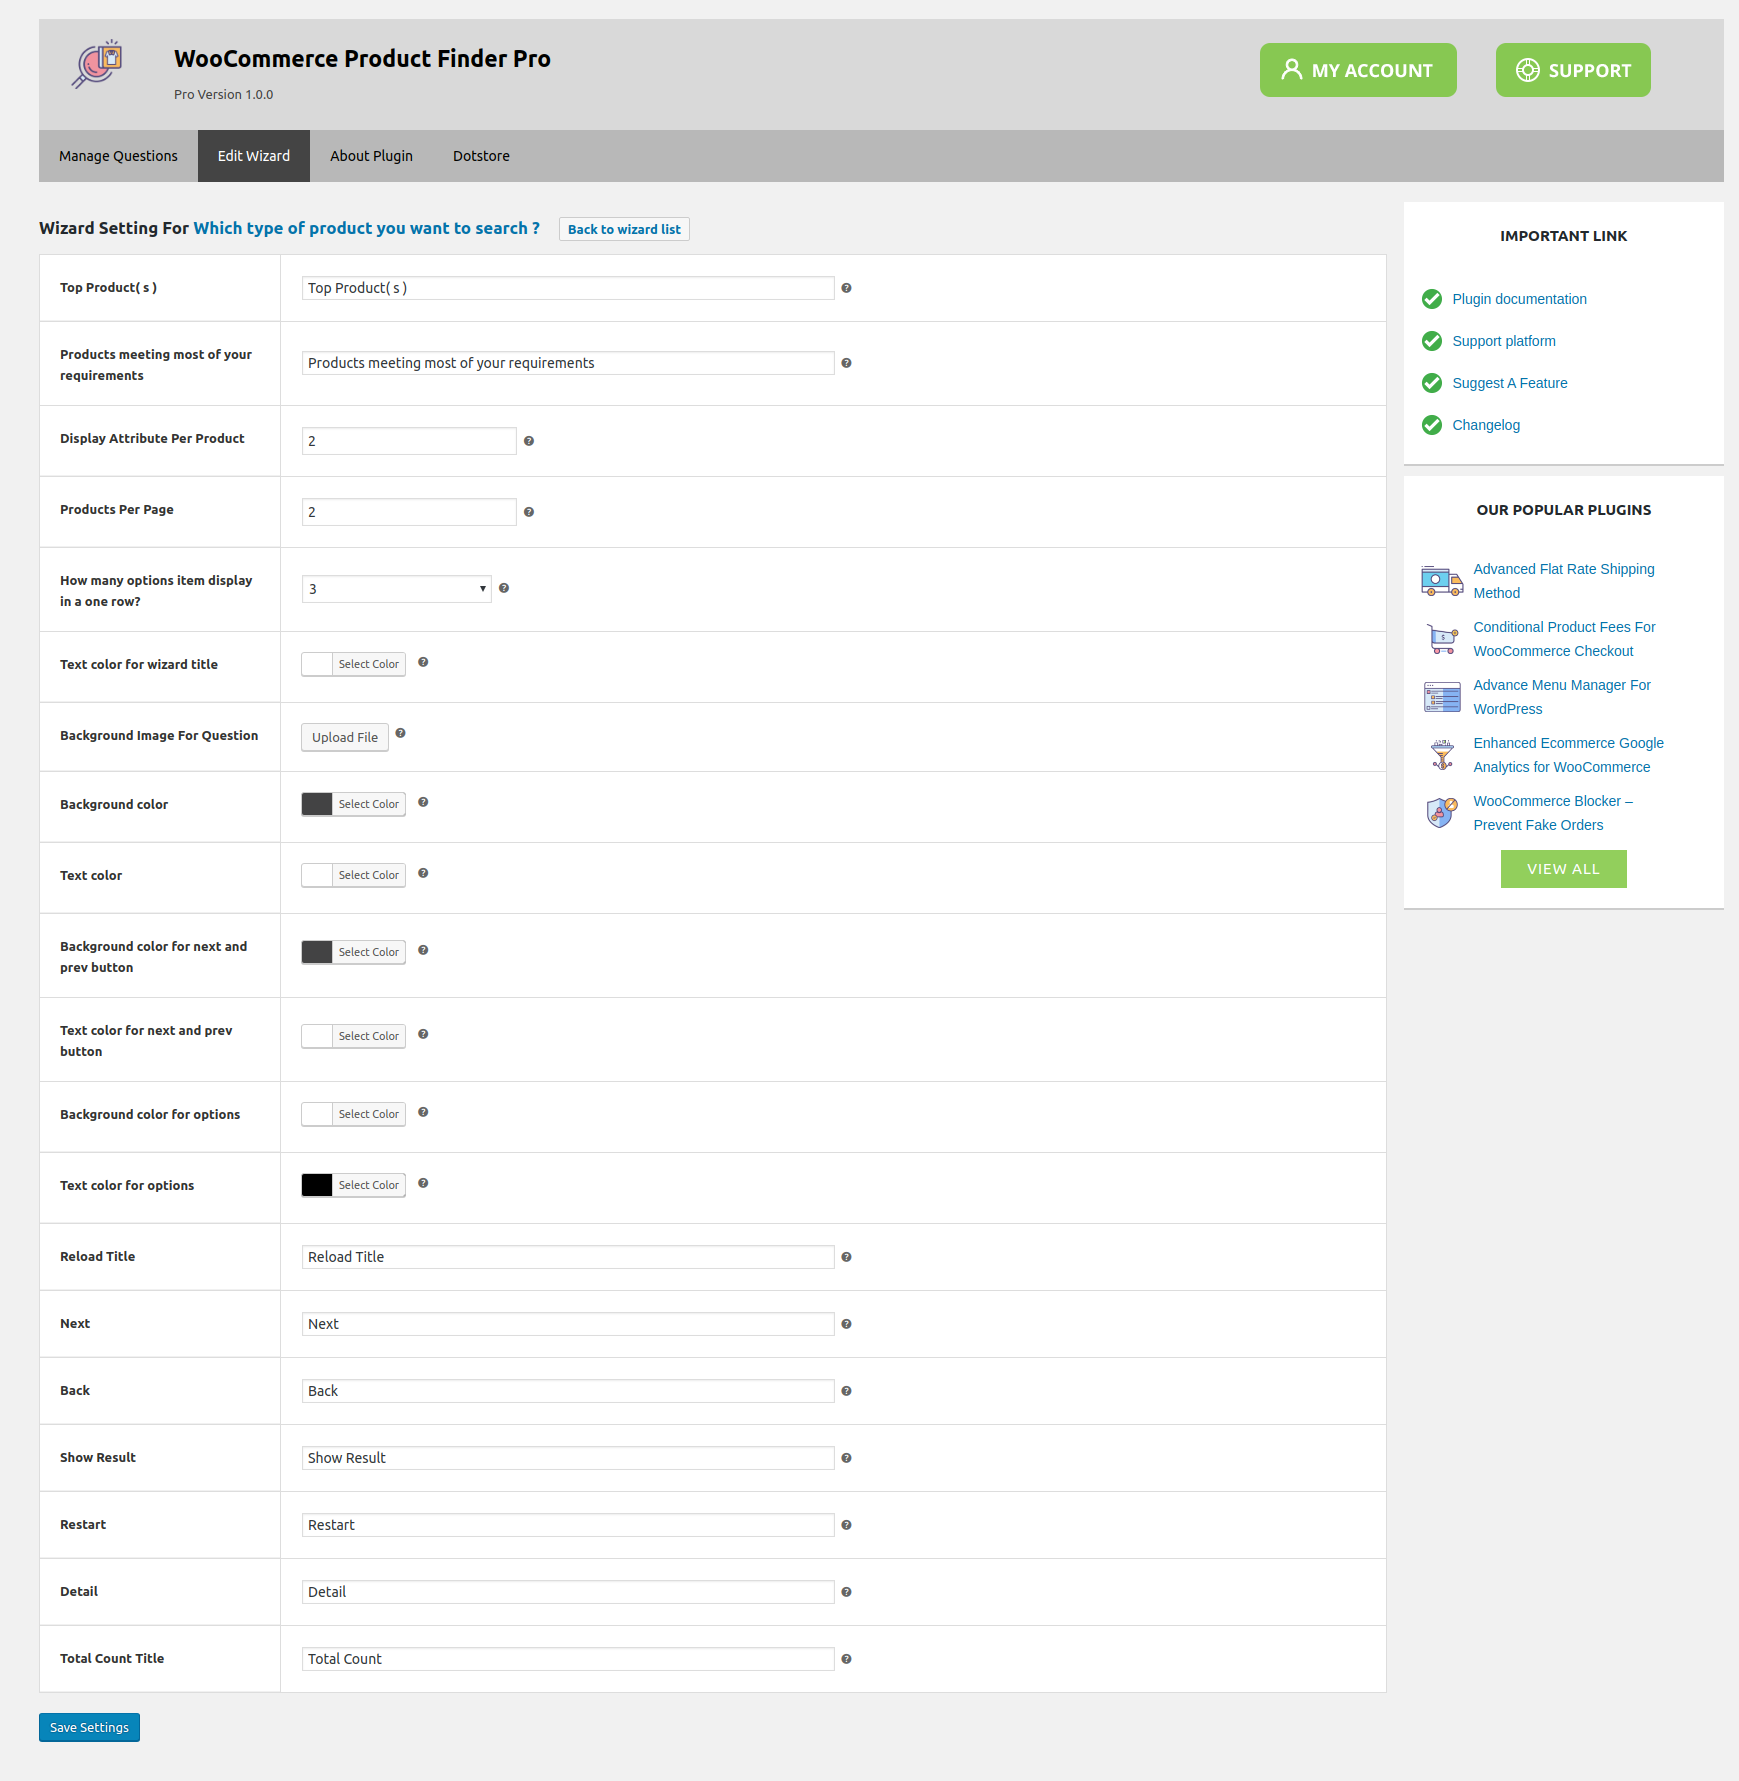 WooCommerce Product Finder Pro
Pro Version 1.0.0
MY ACCOUNT
SUPPORT
Manage Questions
Edit Wizard
About Plugin
Dotstore
Wizard Setting For Which type of product you want to search ?
Back to wizard list
Top Product( s )
Top Product( s )
Products meeting most of your
requirements
Products meeting most of your requirements
Display Attribute Per Product
2
Products Per Page
2
How many options item display
in a one row?
3
Text color for wizard title
Select Color
Background Image For Question
Upload File
Background color
Select Color
Text color
Select Color
Background color for next and
prev button
Select Color
Text color for next and prev
button
Select Color
Background color for options
Select Color
Text color for options
Select Color
Reload Title
Reload Title
Next
Next
Back
Back
Show Result
Show Result
Restart
Restart
Detail
Detail
Total Count Title
Total Count
Save Settings
IMPORTANT LINK
Plugin documentation
Support platform
Suggest A Feature
Changelog
OUR POPULAR PLUGINS
Advanced Flat Rate Shipping
Method
Conditional Product Fees For
WooCommerce Checkout
Advance Menu Manager For
WordPress
Enhanced Ecommerce Google
Analytics for WooCommerce
WooCommerce Blocker –
Prevent Fake Orders
VIEW ALL